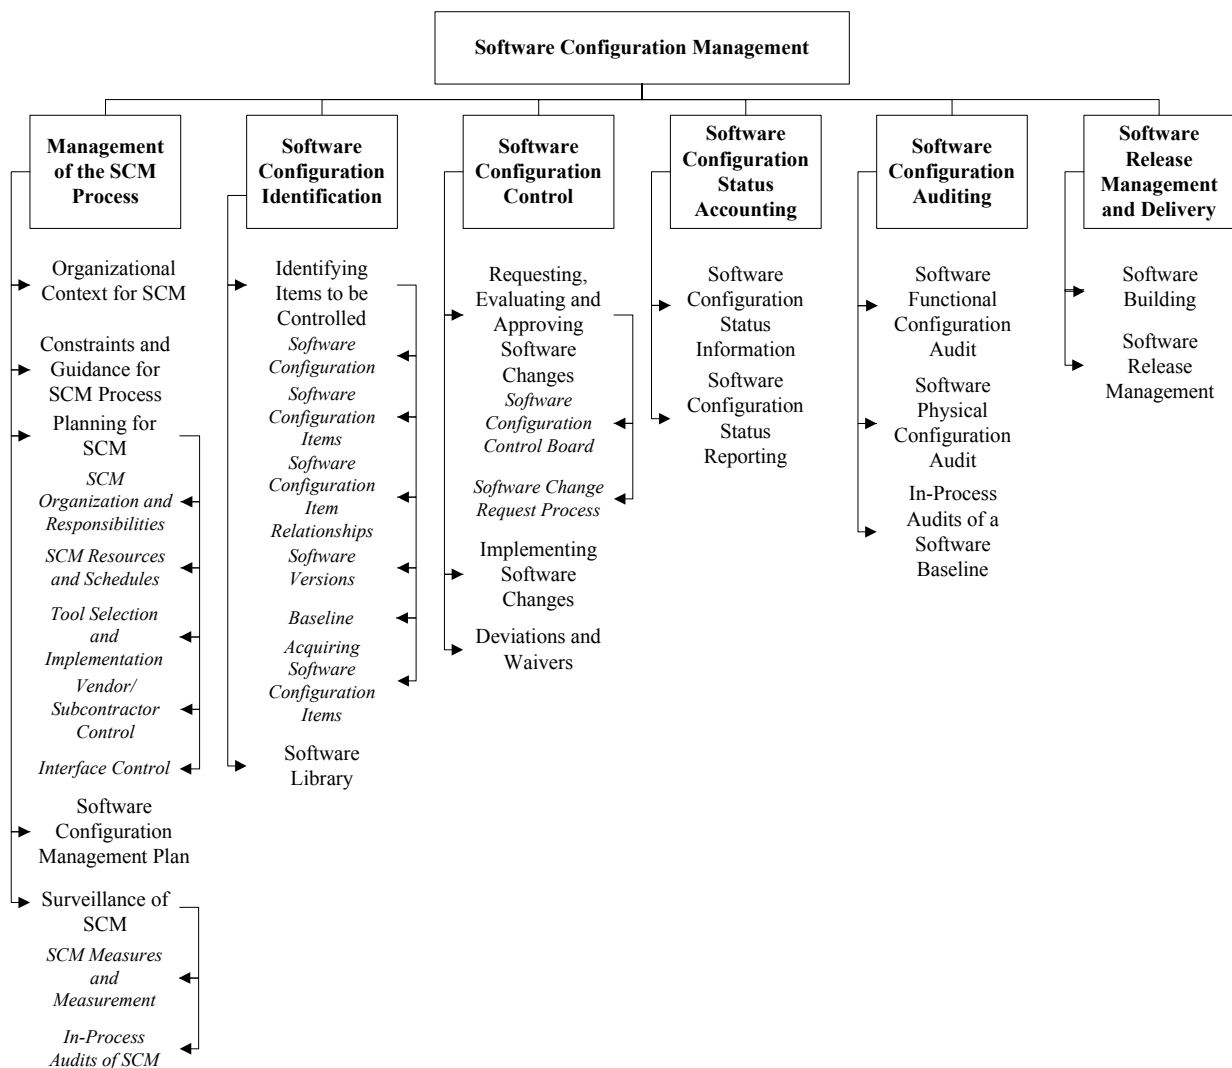 Software Configuration Management
Management
of the SCM
Process
Organizational
Context for SCM
Constraints and
Guidance for
SCM Process
Planning for
SCM
SCM
Organization and
Responsibilities
SCM Resources
and Schedules
Tool Selection
and
Implementation
Vendor/
Subcontractor
Control
Interface Control
Software
Configuration
Management Plan
Surveillance of
SCM
SCM Measures
and
Measurement
In-Process
Audits of SCM
Software
Configuration
Identification
Identifying
Items to be
Controlled
Software
Configuration
Software
Configuration
Items
Software
Configuration
Item
Relationships
Software
Versions
Baseline
Acquiring
Software
Configuration
Items
Software
Library
Software
Configuration
Control
Requesting,
Evaluating and
Approving
Software
Changes
Software
Configuration
Control Board
Software Change
Request Process
Implementing
Software
Changes
Deviations and
Waivers
Software
Configuration
Status
Accounting
Software
Configuration
Status
Information
Software
Configuration
Status
Reporting
Software
Configuration
Auditing
Software
Functional
Configuration
Audit
Software
Physical
Configuration
Audit
In-Process
Audits of a
Software
Baseline
Software
Release
Management
and Delivery
Software
Building
Software
Release
Management